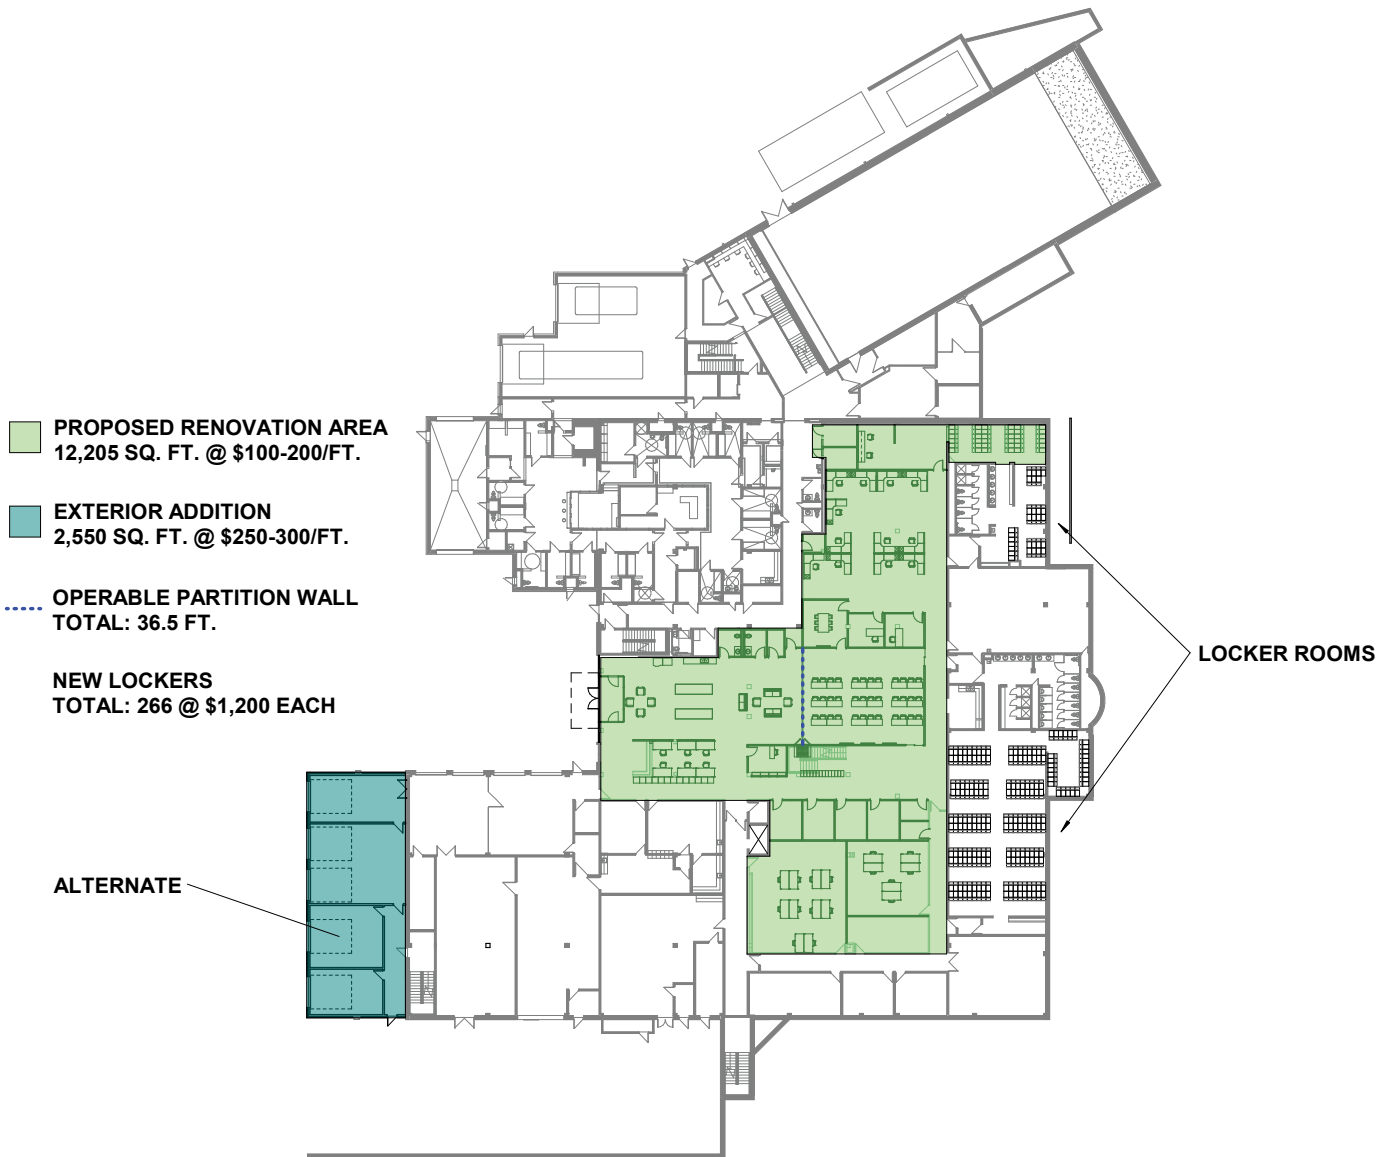 PROPOSED RENOVATION AREA
12,205 SQ. FT. @ $100-200/FT.
EXTERIOR ADDITION
2,550 SQ. FT. @ $250-300/FT.
OPERABLE PARTITION WALL
TOTAL: 36.5 FT.
NEW LOCKERS
TOTAL: 266 @ $1,200 EACH
LOCKER ROOMS
ALTERNATE